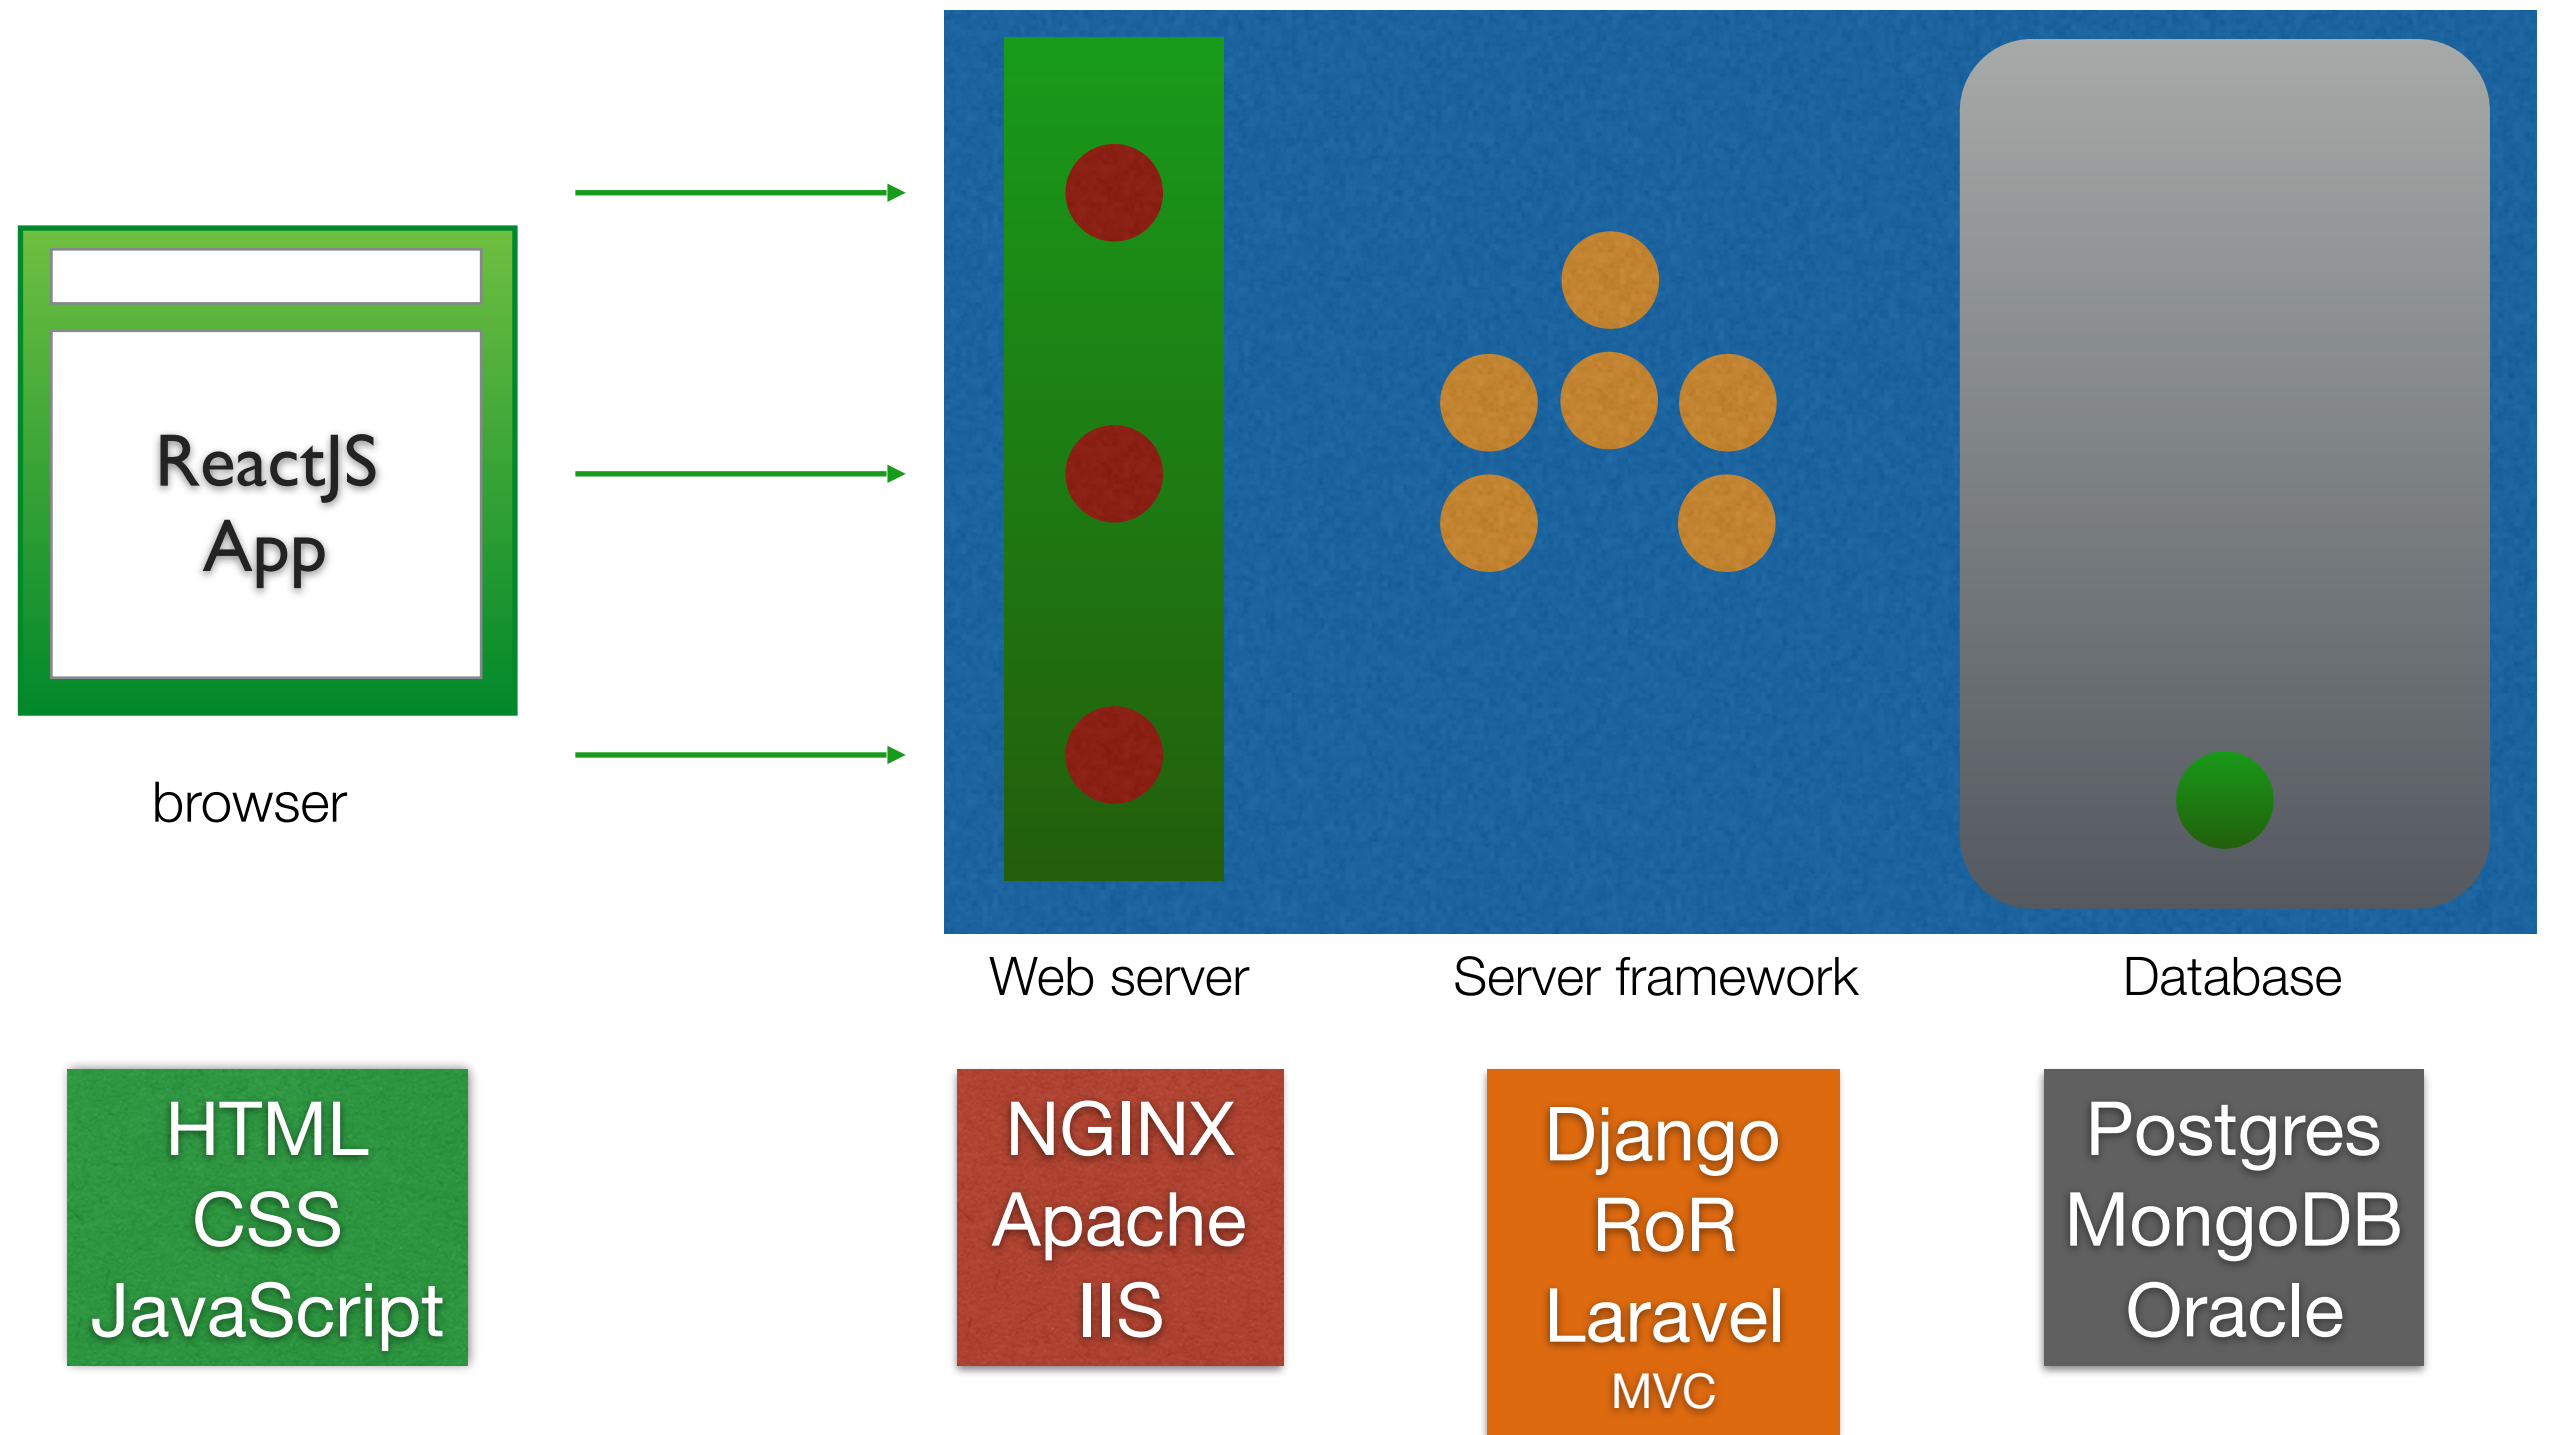 ReactJS
App
browser
Web server
Server framework
Database
HTML
CSS
JavaScript
NGINX
Apache
IIS
Django
RoR
Laravel
MVC
Postgres
MongoDB
Oracle